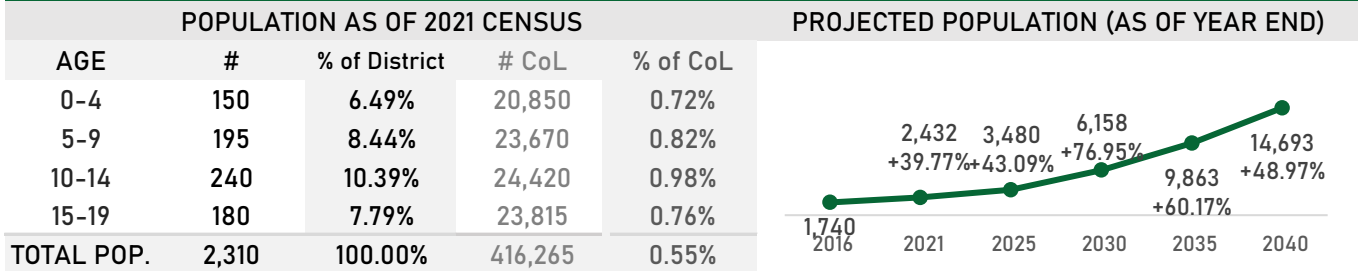 POPULATION AS OF 2021 CENSUS
AGE # % of District # CoL % of CoL
0-4 150 6.49% 20,850 0.72%
5-9 195 8.44% 23,670 0.82%
10-14 240 10.39% 24,420 0.98%
15-19 180 7.79% 23,815 0.76%
TOTAL POP. 2,310 100.00% 416,265 0.55%
PROJECTED POPULATION (AS OF YEAR END)
1,740
2,432
+39.77%
3,480
+43.09%
6,158
+76.95%
9,863
+60.17%
14,693
+48.97%
2016 2021 2025 2030 2035 2040